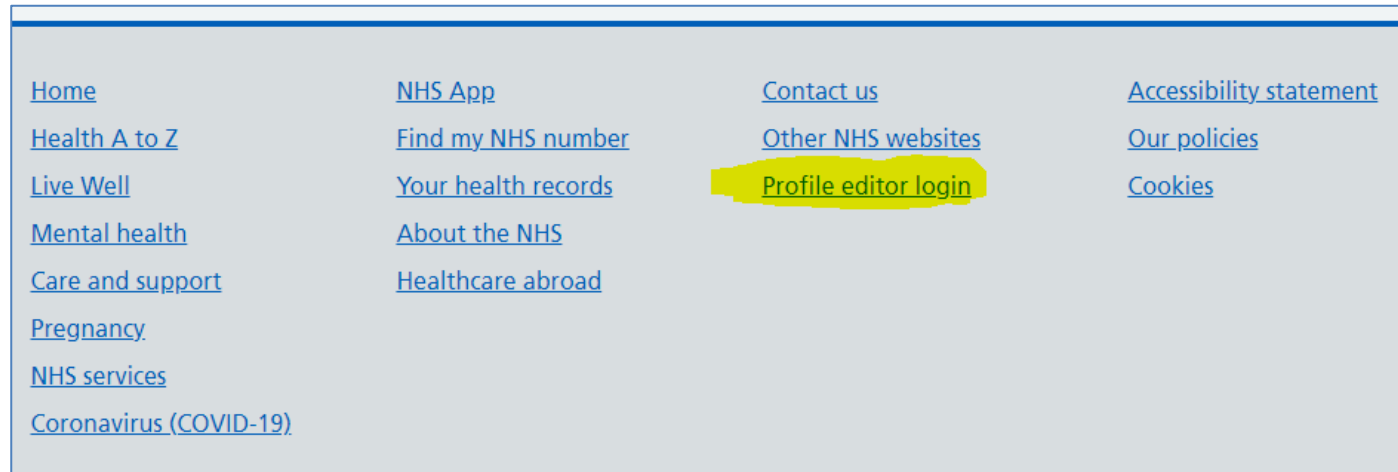 Home
Health A to Z
Live Well
Mental health
Care and support
Pregnancy
NHS services
Coronavirus (COVID-19)
NHS App
Find my NHS number
Your health records
About the NHS
Healthcare abroad
Contact us
Other NHS websites
Profile editor login
Accessibility statement
Our policies
Cookies